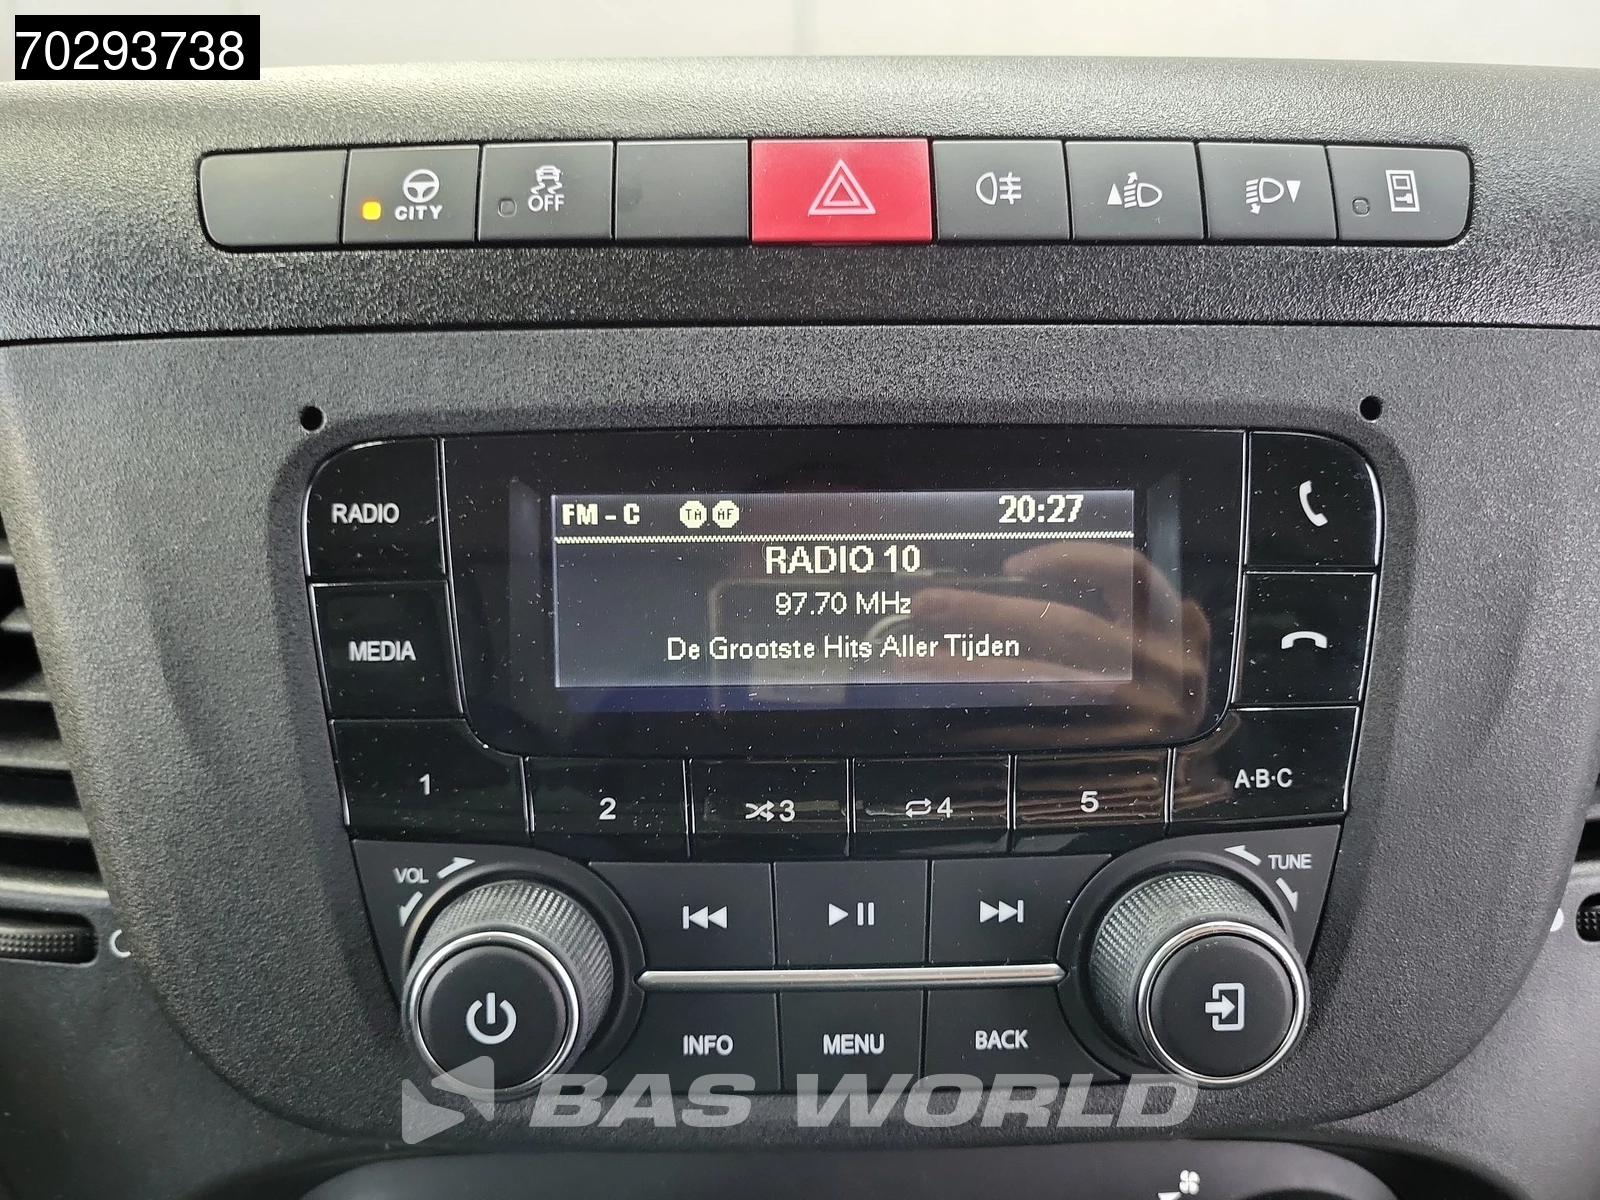 70293738
CITY
OFF
RADIO
MEDIA
FM - C TA AF 20:27
RADIO 10
97.70 MHz
De Grootste Hits Aller Tijden
1
2
3
4
5
A·B·C
VOL
TUNE
INFO
MENU
BACK
BAS WORLD